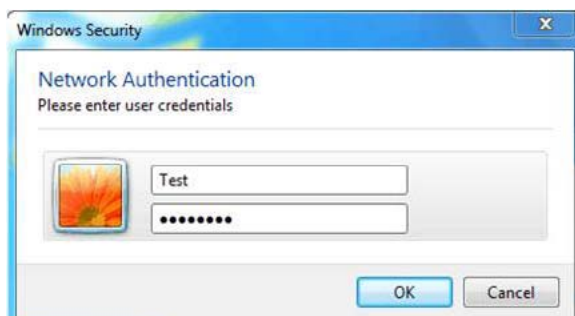 Windows Security
Network Authentication
Please enter user credentials
Test
••••••••
OK Cancel